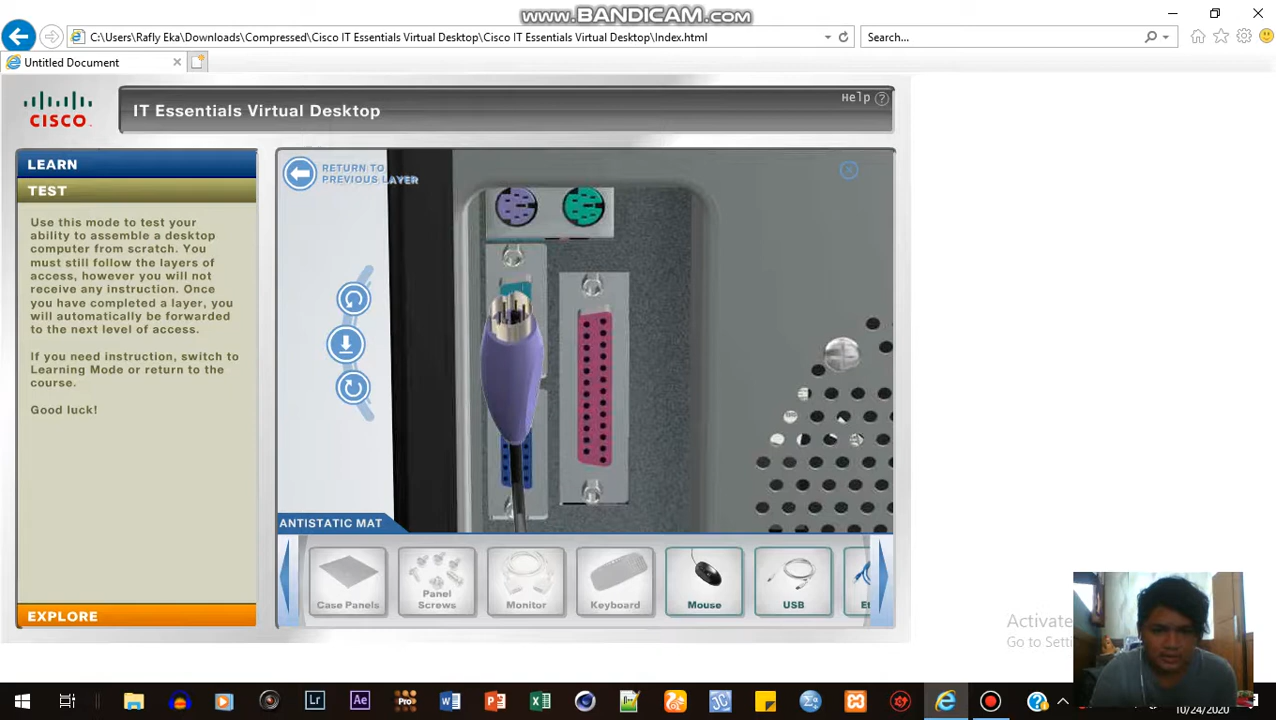 www.BANDICAM.com
C:\Users\Rafly Eka\Downloads\Compressed\Cisco IT Essentials Virtual Desktop\Cisco IT Essentials Virtual Desktop\Index.html
Search...
Untitled Document
CISCO
IT Essentials Virtual Desktop
Help ?
LEARN
TEST
Use this mode to test your
ability to assemble a desktop
computer from scratch. You
must still follow the layers of
access, however you will not
receive any instruction. Once
you have completed a layer, you
will automatically be forwarded
to the next level of access.
If you need instruction, switch to
Learning Mode or return to the
course.
Good luck!
EXPLORE
RETURN TO
PREVIOUS LAYER
ANTISTATIC MAT
Case Panels
Panel
Screws
Monitor
Keyboard
Mouse
USB
Et
Activate
Go to Setti
Lr
Ae
Pro
JC
10/24/2020